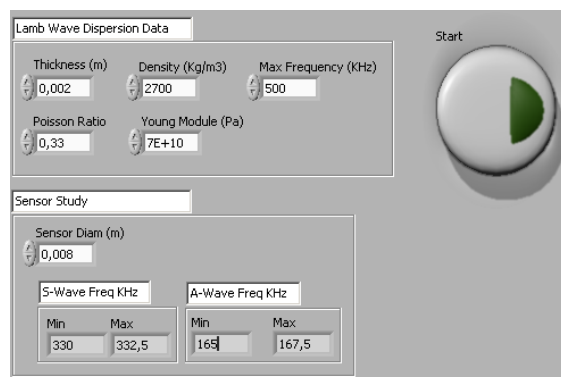 Lamb Wave Dispersion Data
Start
Thickness (m) Density (Kg/m3) Max Frequency (KHz)
0,002 2700 500
Poisson Ratio Young Module (Pa)
0,33 7E+10
Sensor Study
Sensor Diam (m)
0,008
S-Wave Freq KHz A-Wave Freq KHz
Min Max Min Max
330 332,5 165 167,5